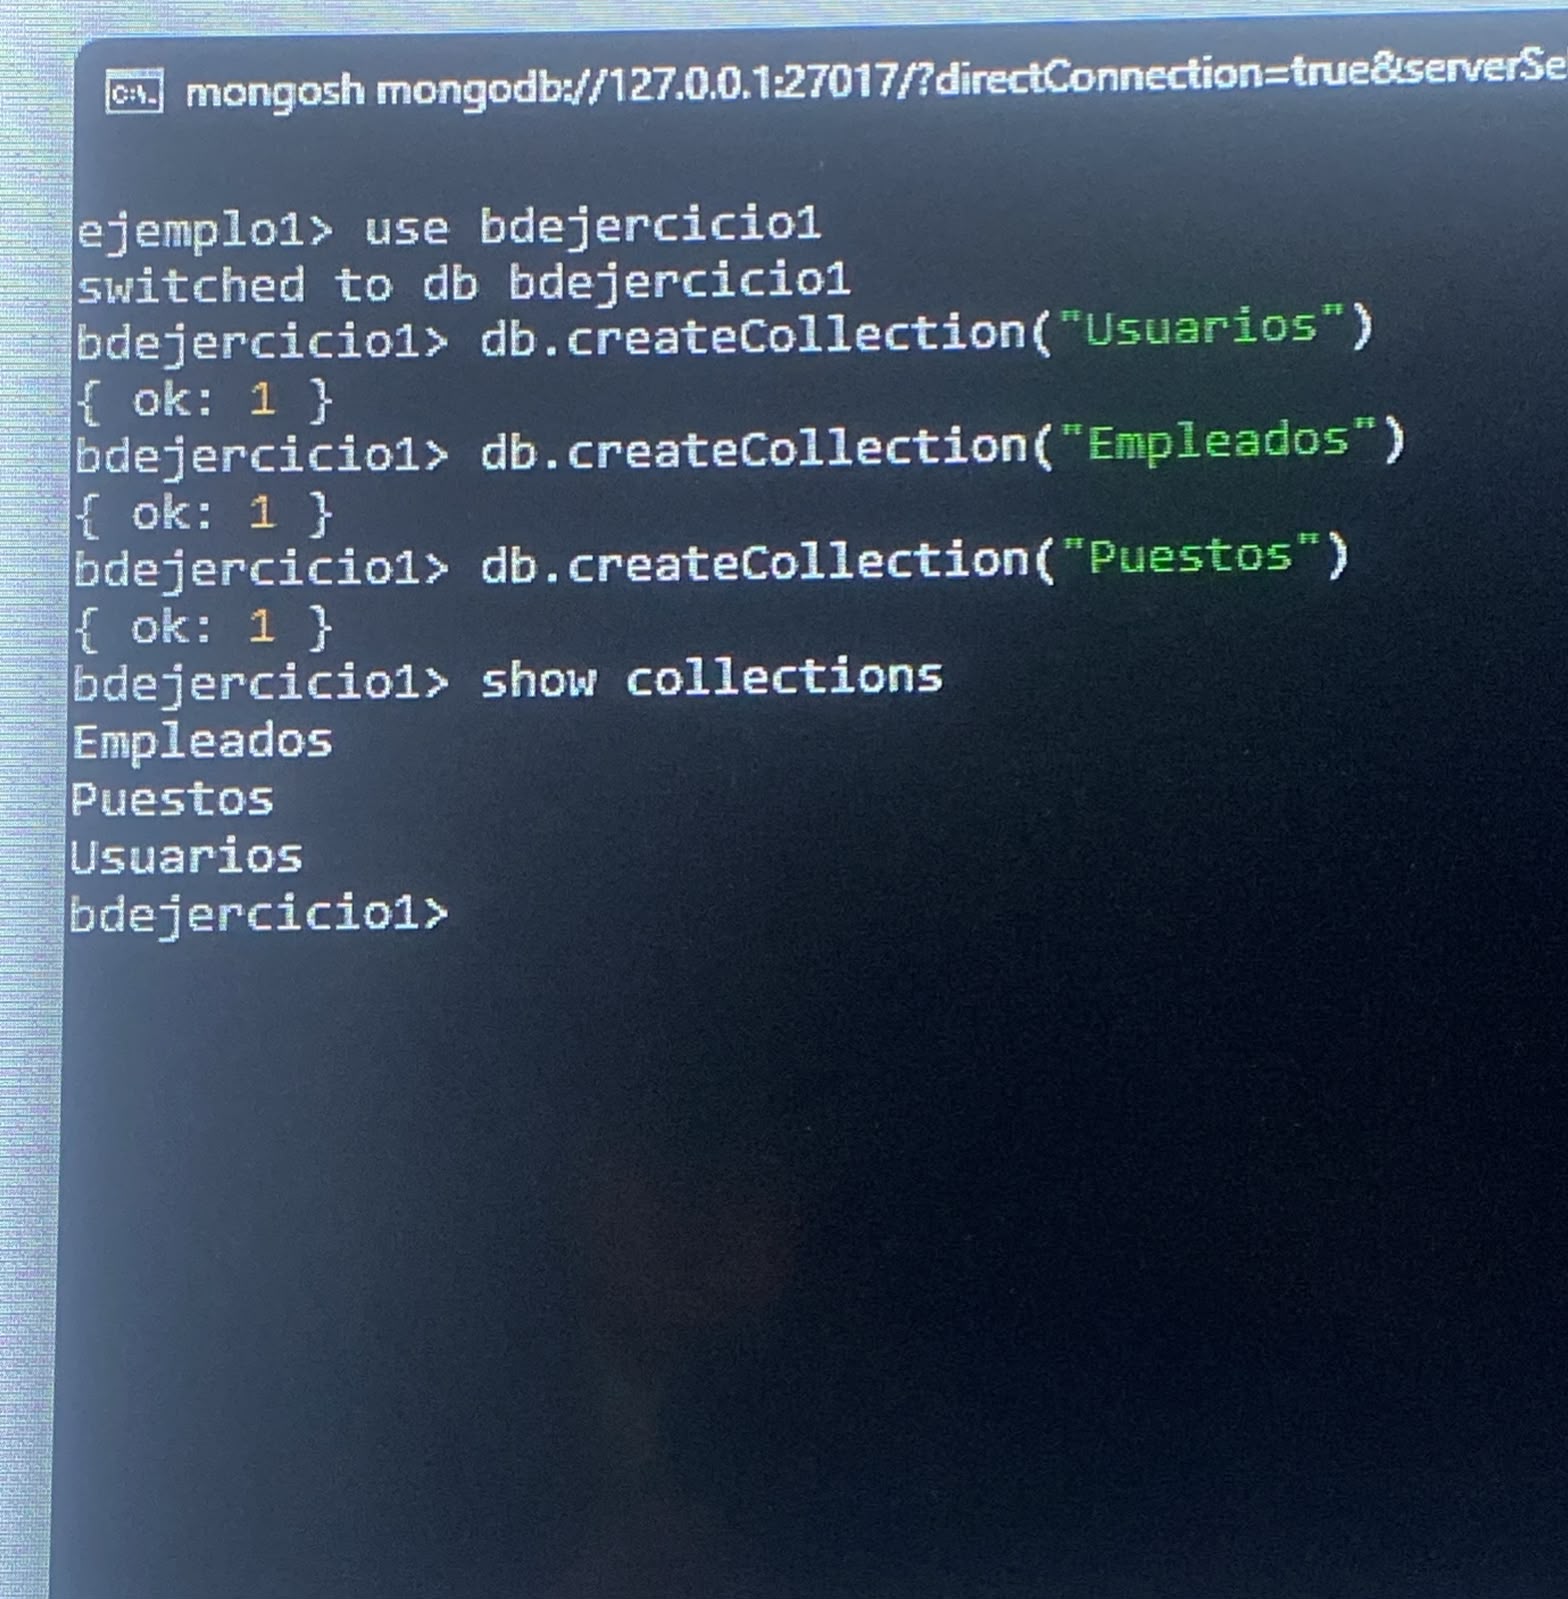 mongosh mongodb://127.0.0.1:27017/?directConnection=true&serverSe
ejemplo1> use bdejercicio1
switched to db bdejercicio1
bdejercicio1> db.createCollection("Usuarios")
{ ok: 1 }
bdejercicio1> db.createCollection("Empleados")
{ ok: 1 }
bdejercicio1> db.createCollection("Puestos")
{ ok: 1 }
bdejercicio1> show collections
Empleados
Puestos
Usuarios
bdejercicio1>